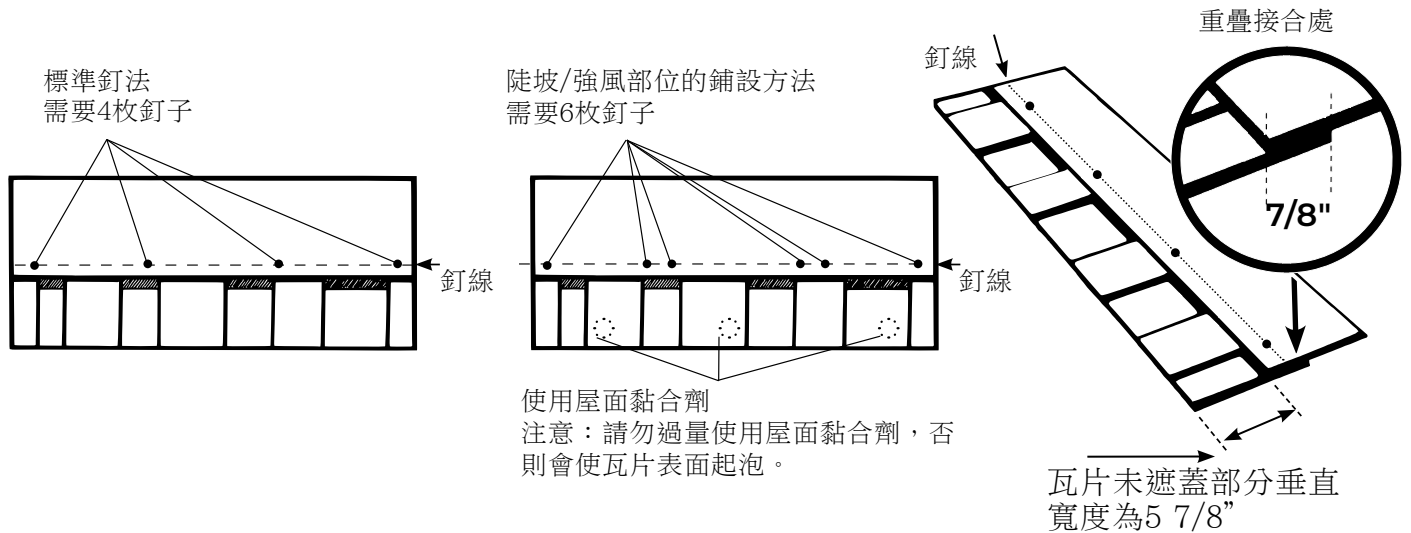 標準釘法
需要4枚釘子
釘線
陡坡/強風部位的鋪設方法
需要6枚釘子
釘線
使用屋面黏合劑
注意：請勿過量使用屋面黏合劑，否
則會使瓦片表面起泡。
釘線
重疊接合處
7/8"
瓦片未遮蓋部分垂直
寬度為5 7/8”